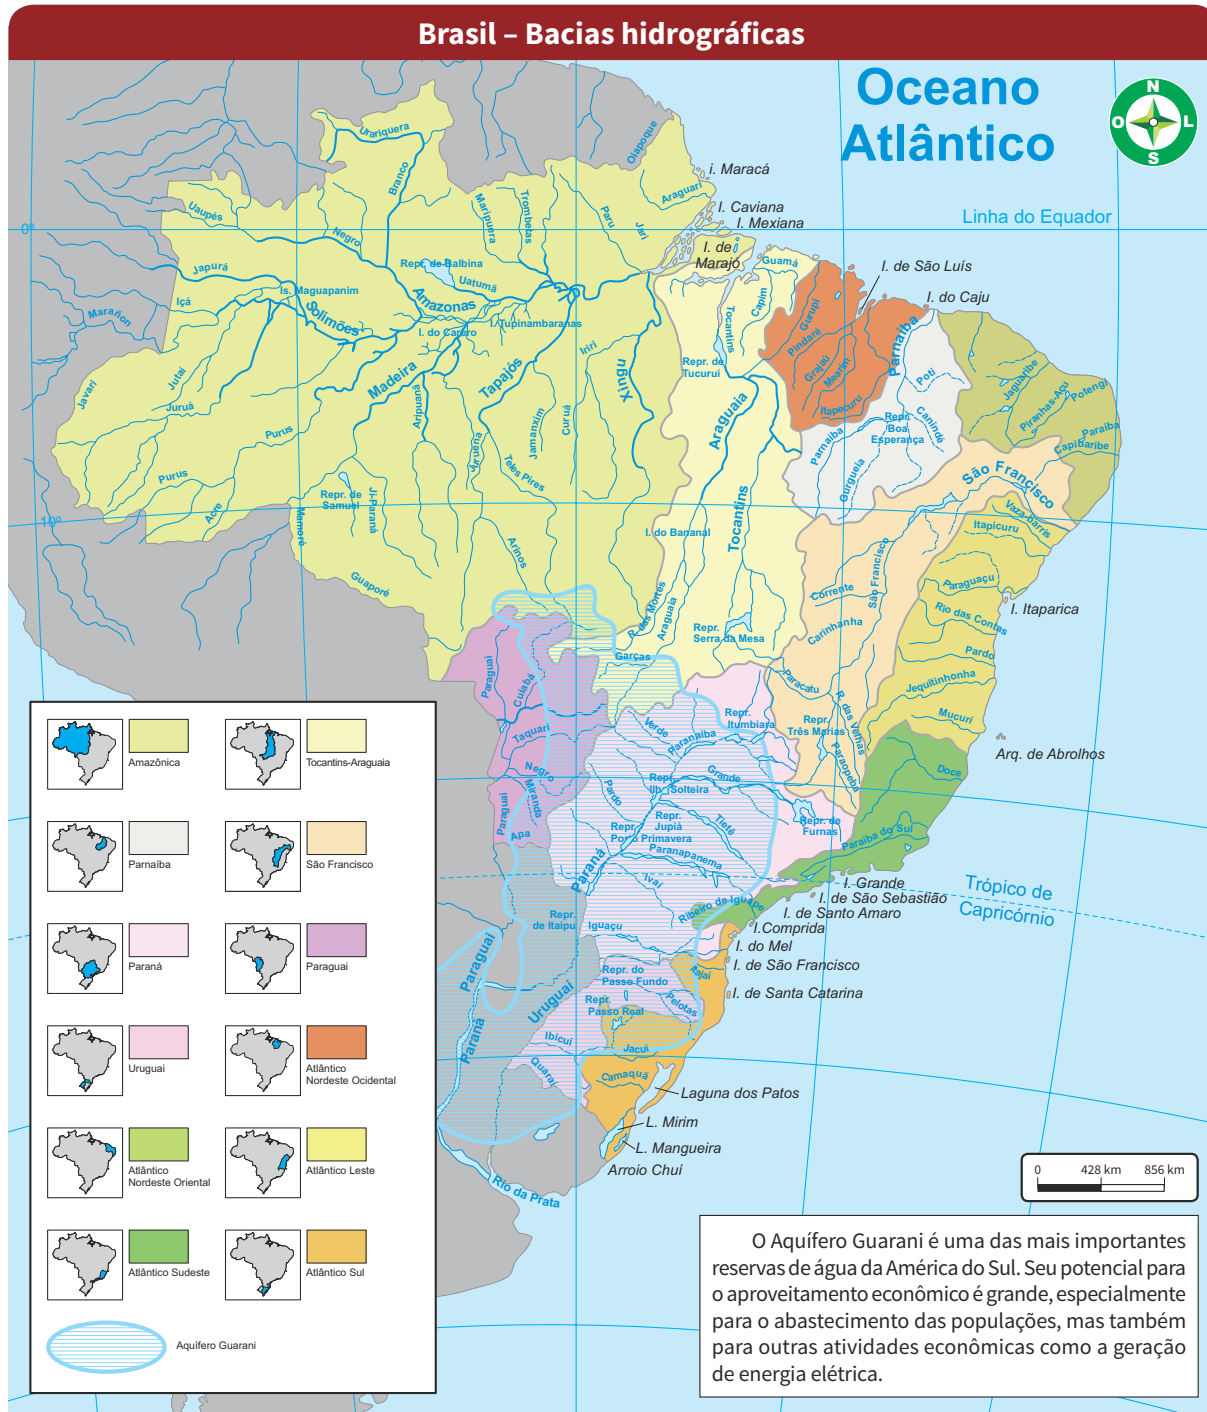 Brasil – Bacias hidrográficas
Oceano
Atlântico
N
O
L
S
Linha do Equador
0°
10°
Trópico de
Capricórnio
Urariquera
Branco
Oiapoque
Araguari
i. Maracá
I. Caviana
I. Mexiana
I. de
Marajó
Uaupés
Negro
Maripuera
Trombetas
Paru
Jari
Japurá
Repr. de Balbina
Uatumã
Is. Maguapanim
Içá
Solimões
Amazonas
I. do Carero
I. Tupinambaranas
Marañon
Javari
Jutaí
Juruá
Madeira
Aripuanã
Tapajós
Iriri
Xingu
Curuá
Jamanxim
Purus
Purus
Acre
Juruena
Teles Pires
Repr. de
Samuel
Ji-Paraná
Mamoré
Guaporé
Arinos
Guamá
Capim
Tocantins
Repr. de
Tucuruí
Araguaia
Tocantins
I. do Bananal
R. das Mortes
Araguaia
Garças
Repr.
Serra da Mesa
Gurupi
Pindaré
Grajaú
Mearim
Itapecuru
I. de São Luís
I. do Caju
Parnaíba
Poti
Canindé
Repr.
Boa
Esperança
Parnaíba
Gurgueia
Jaguaribe
Piranhas-Açu
Potengi
Paraíba
Capibaribe
São Francisco
Vaza-barris
Itapicuru
Paraguaçu
I. Itaparica
Rio das Contas
Pardo
Jequitinhonha
Mucuri
Arq. de Abrolhos
Corrente
São Francisco
Carinhanha
Paracatu
Repr.
Três Marias
R. das Velhas
Paraopeba
Doce
Paraíba do Sul
Paraguai
Cuiabá
Taquari
Negro
Miranda
Paraguai
Apa
Verde
Paranaíba
Repr.
Itumbiara
Grande
Repr.
Ilh. Solteira
Pardo
Repr.
Jupiá
Repr.
Porto Primavera
Tietê
Repr. de
Furnas
Paranapanema
Paraná
Ivaí
Ribeiro de Iguape
Repr.
de Itaipu
Iguaçu
I. Grande
I. de São Sebastião
I. de Santo Amaro
I.Comprida
I. do Mel
I. de São Francisco
I. de Santa Catarina
Paraguai
Paraná
Uruguai
Repr. do
Passo Fundo
Repr.
Passo Real
Pelotas
Itajaí
Ibicuí
Jacuí
Quaraí
Camaquã
Laguna dos Patos
L. Mirim
L. Mangueira
Arroio Chuí
Rio da Prata
Amazônica
Tocantins-Araguaia
Parnaíba
São Francisco
Paraná
Paraguai
Uruguai
Atlântico
Nordeste Ocidental
Atlântico
Nordeste Oriental
Atlântico Leste
Atlântico Sudeste
Atlântico Sul
Aquífero Guarani
0 428 km 856 km
O Aquífero Guarani é uma das mais importantes
reservas de água da América do Sul. Seu potencial para
o aproveitamento econômico é grande, especialmente
para o abastecimento das populações, mas também
para outras atividades econômicas como a geração
de energia elétrica.